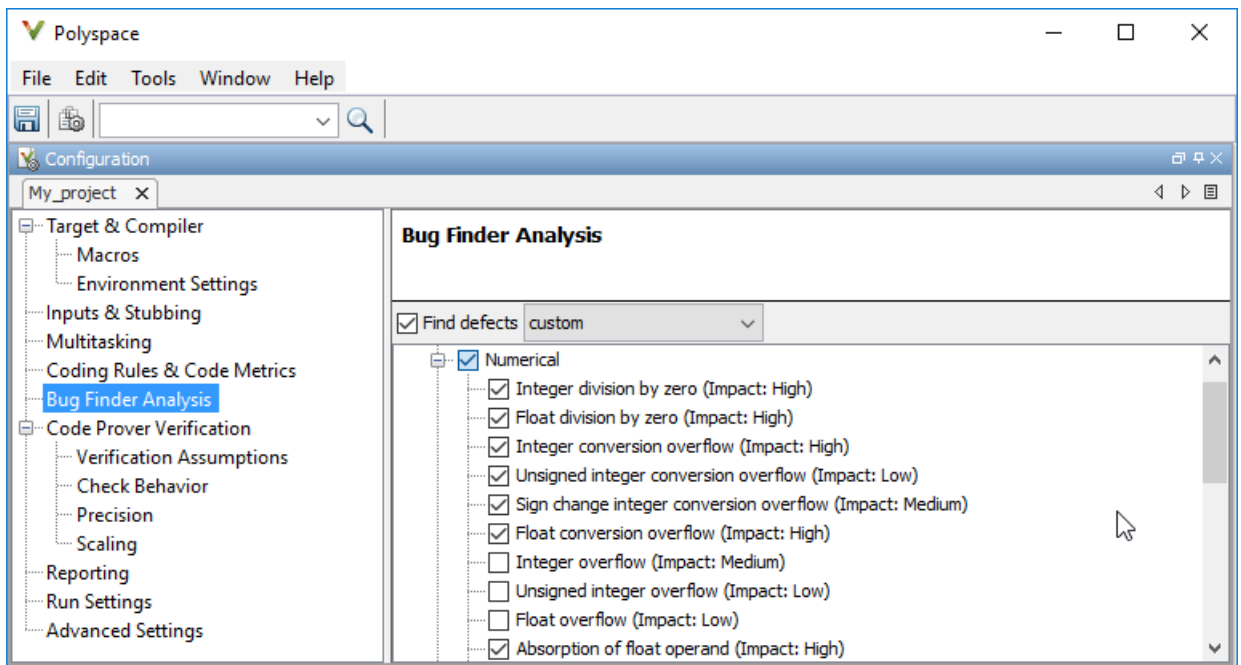 Polyspace
File Edit Tools Window Help
Configuration
My_project
Target & Compiler
Macros
Environment Settings
Inputs & Stubbing
Multitasking
Coding Rules & Code Metrics
Bug Finder Analysis
Code Prover Verification
Verification Assumptions
Check Behavior
Precision
Scaling
Reporting
Run Settings
Advanced Settings
Bug Finder Analysis
Find defects custom
Numerical
Integer division by zero (Impact: High)
Float division by zero (Impact: High)
Integer conversion overflow (Impact: High)
Unsigned integer conversion overflow (Impact: Low)
Sign change integer conversion overflow (Impact: Medium)
Float conversion overflow (Impact: High)
Integer overflow (Impact: Medium)
Unsigned integer overflow (Impact: Low)
Float overflow (Impact: Low)
Absorption of float operand (Impact: High)